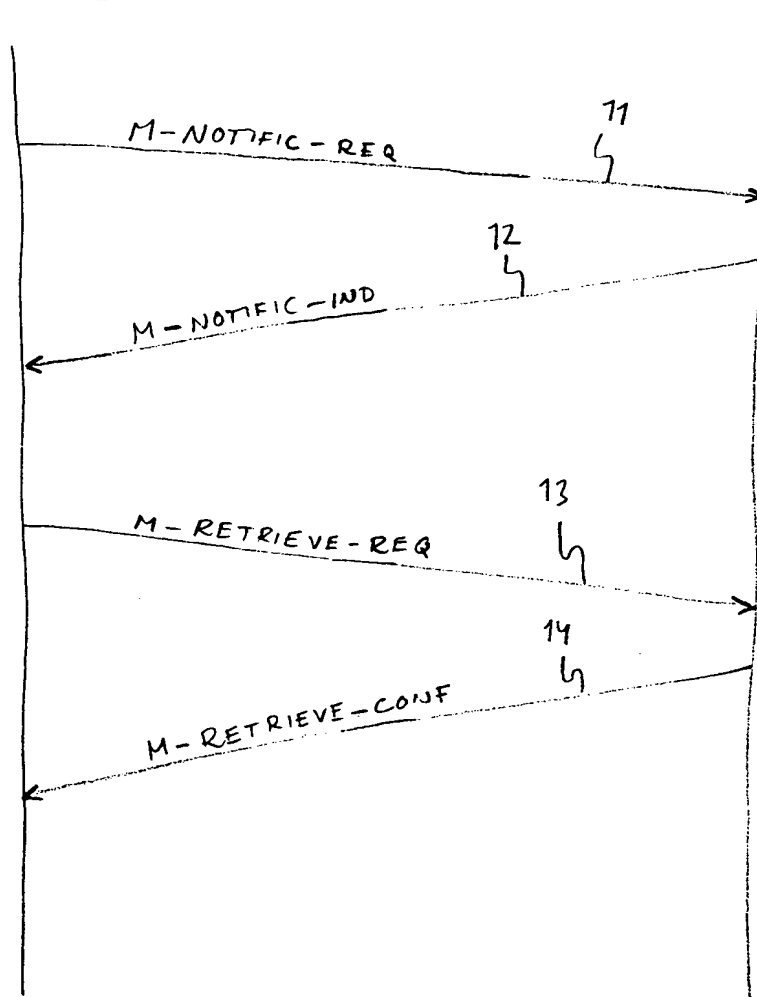 11
M-NOTIFIC-REQ
12
M-NOTIFIC-IND
13
M-RETRIEVE-REQ
14
M-RETRIEVE-CONF